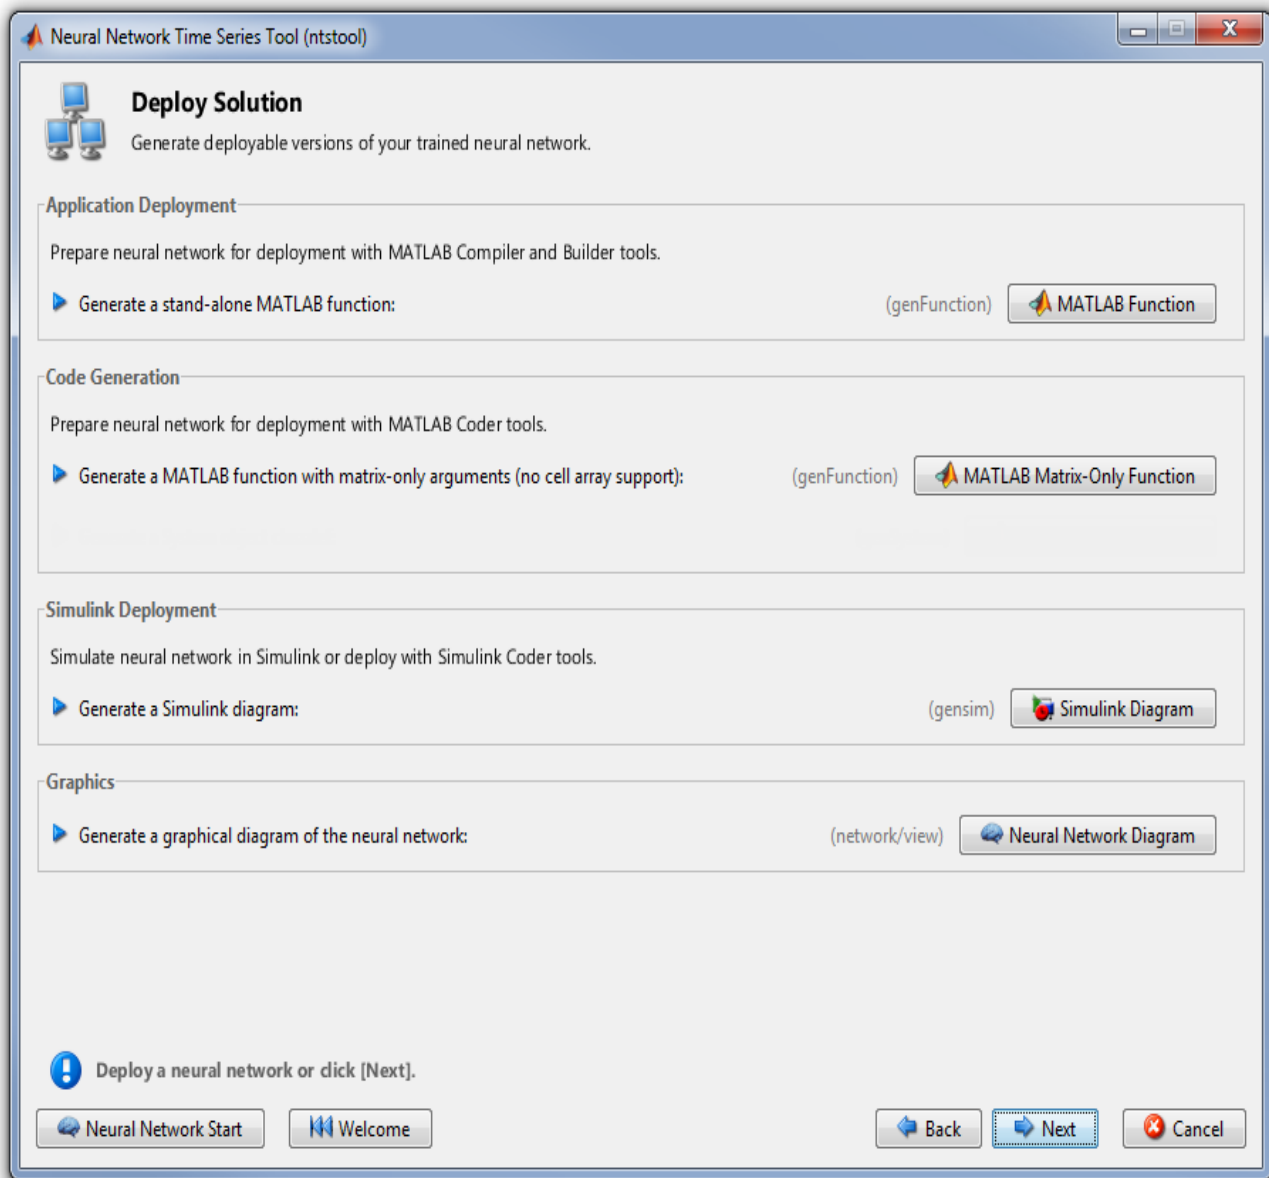 Neural Network Time Series Tool (ntstool)
X
Deploy Solution
Generate deployable versions of your trained neural network.
Application Deployment
Prepare neural network for deployment with MATLAB Compiler and Builder tools.
Generate a stand-alone MATLAB function: (genFunction) MATLAB Function
Code Generation
Prepare neural network for deployment with MATLAB Coder tools.
Generate a MATLAB function with matrix-only arguments (no cell array support): (genFunction) MATLAB Matrix-Only Function
Simulink Deployment
Simulate neural network in Simulink or deploy with Simulink Coder tools.
Generate a Simulink diagram: (gensim) Simulink Diagram
Graphics
Generate a graphical diagram of the neural network: (network/view) Neural Network Diagram
Deploy a neural network or click [Next].
Neural Network Start Welcome Back Next Cancel